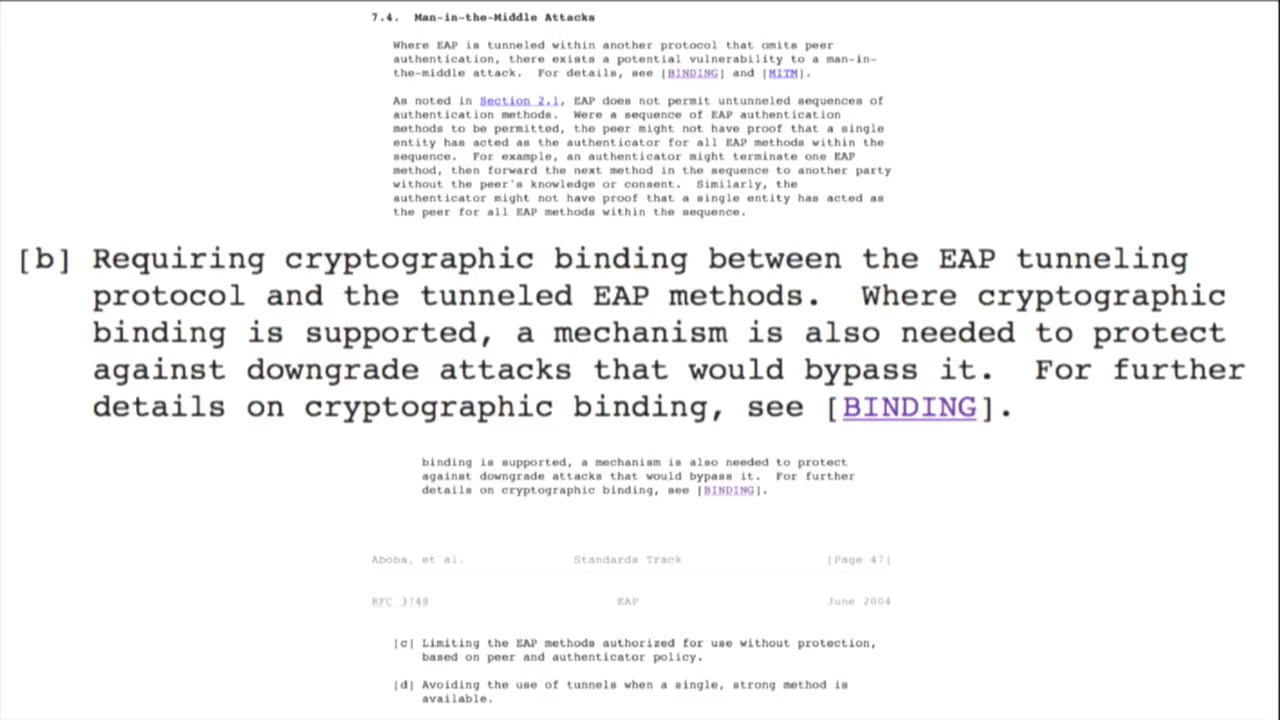 7.4. Man-in-the-Middle Attacks
Where EAP is tunneled within another protocol that omits peer
authentication, there exists a potential vulnerability to a man-in-
the-middle attack. For details, see [BINDING] and [MITM].
As noted in Section 2.1, EAP does not permit untunneled sequences of
authentication methods. Were a sequence of EAP authentication
methods to be permitted, the peer might not have proof that a single
entity has acted as the authenticator for all EAP methods within the
sequence. For example, an authenticator might terminate one EAP
method, then forward the next method in the sequence to another party
without the peer's knowledge or consent. Similarly, the
authenticator might not have proof that a single entity has acted as
the peer for all EAP methods within the sequence.
[b] Requiring cryptographic binding between the EAP tunneling
protocol and the tunneled EAP methods. Where cryptographic
binding is supported, a mechanism is also needed to protect
against downgrade attacks that would bypass it. For further
details on cryptographic binding, see [BINDING].
binding is supported, a mechanism is also needed to protect
against downgrade attacks that would bypass it. For further
details on cryptographic binding, see [BINDING].
Aboba, et al. Standards Track [Page 47]
RFC 3748 EAP June 2004
[c] Limiting the EAP methods authorized for use without protection,
based on peer and authenticator policy.
[d] Avoiding the use of tunnels when a single, strong method is
available.